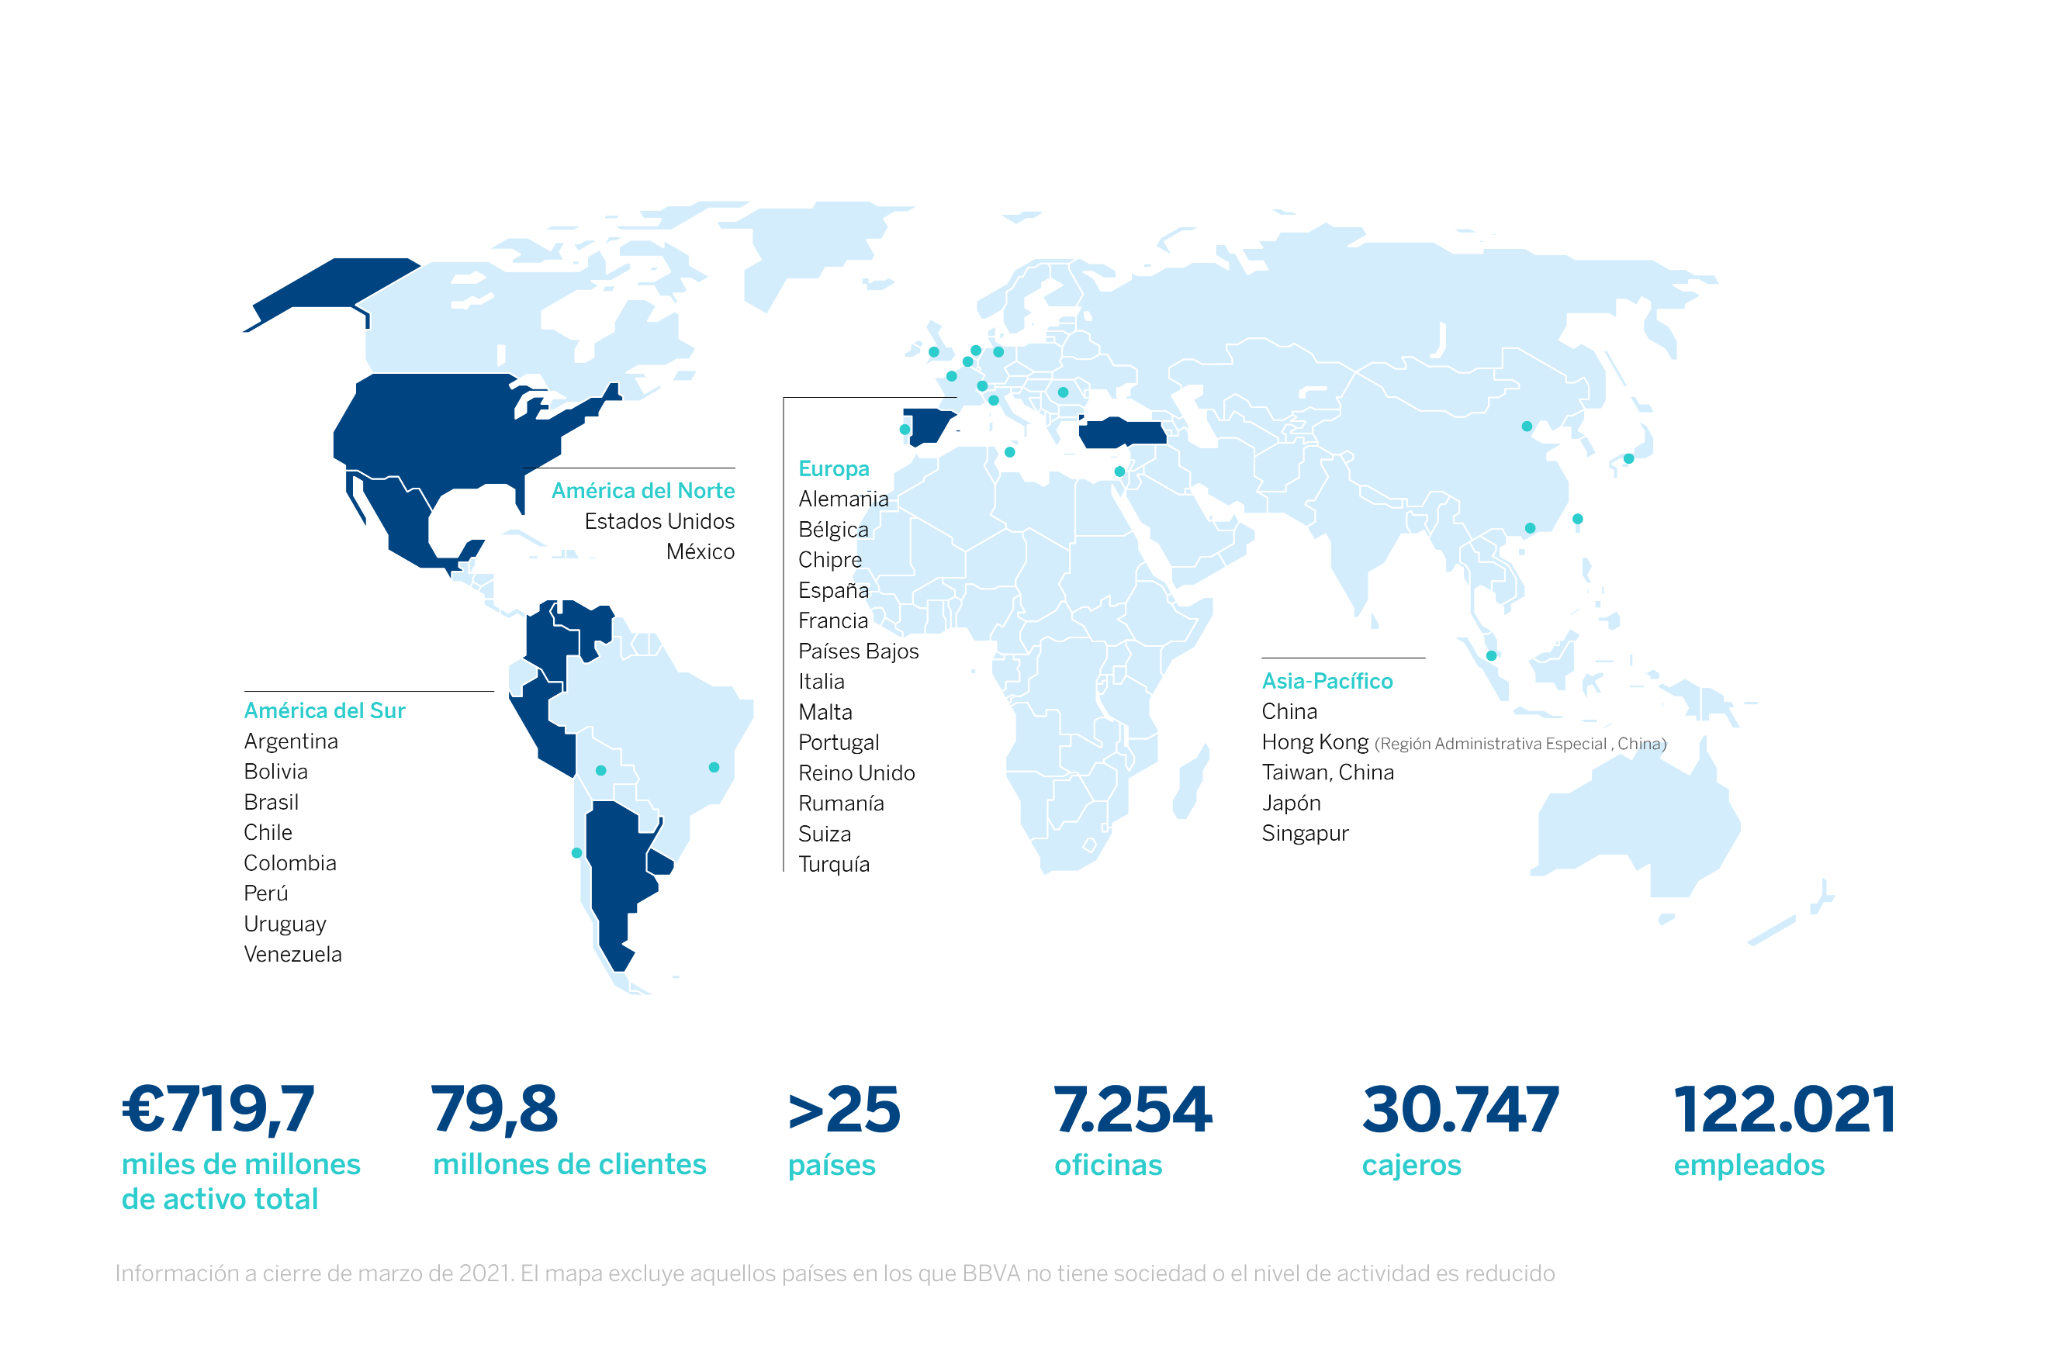 América del Norte
Estados Unidos
México
América del Sur
Argentina
Bolivia
Brasil
Chile
Colombia
Perú
Uruguay
Venezuela
Europa
Alemania
Bélgica
Chipre
España
Francia
Países Bajos
Italia
Malta
Portugal
Reino Unido
Rumanía
Suiza
Turquía
Asia-Pacífico
China
Hong Kong (Región Administrativa Especial , China)
Taiwan, China
Japón
Singapur
€719,7
miles de millones
de activo total
79,8
millones de clientes
>25
países
7.254
oficinas
30.747
cajeros
122.021
empleados
Información a cierre de marzo de 2021. El mapa excluye aquellos países en los que BBVA no tiene sociedad o el nivel de actividad es reducido